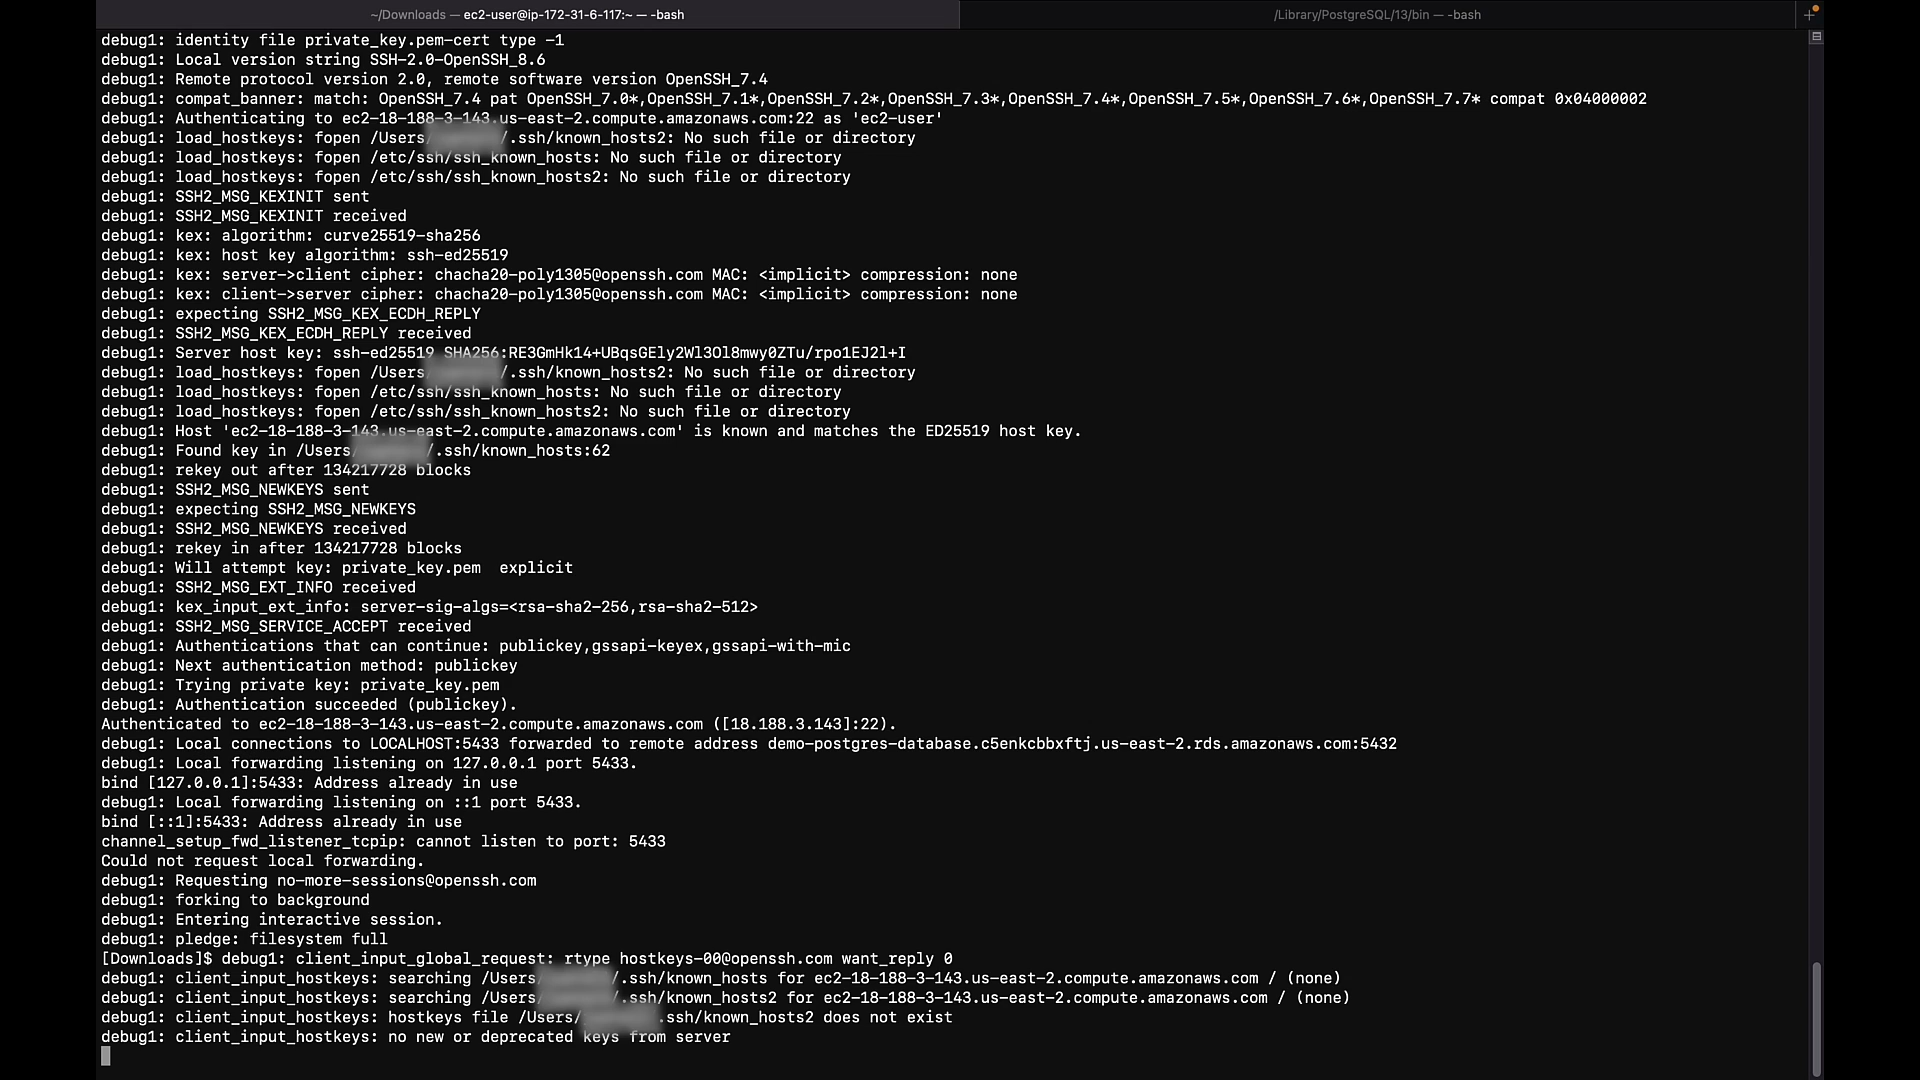 ~/Downloads — ec2-user@ip-172-31-6-117:~ — -bash
/Library/PostgreSQL/13/bin — -bash
debug1: identity file private_key.pem-cert type -1
debug1: Local version string SSH-2.0-OpenSSH_8.6
debug1: Remote protocol version 2.0, remote software version OpenSSH_7.4
debug1: compat_banner: match: OpenSSH_7.4 pat OpenSSH_7.0*,OpenSSH_7.1*,OpenSSH_7.2*,OpenSSH_7.3*,OpenSSH_7.4*,OpenSSH_7.5*,OpenSSH_7.6*,OpenSSH_7.7* compat 0x04000002
debug1: Authenticating to ec2-18-188-3-143.us-east-2.compute.amazonaws.com:22 as 'ec2-user'
debug1: load_hostkeys: fopen /Users/ /.ssh/known_hosts2: No such file or directory
debug1: load_hostkeys: fopen /etc/ssh/ssh_known_hosts: No such file or directory
debug1: load_hostkeys: fopen /etc/ssh/ssh_known_hosts2: No such file or directory
debug1: SSH2_MSG_KEXINIT sent
debug1: SSH2_MSG_KEXINIT received
debug1: kex: algorithm: curve25519-sha256
debug1: kex: host key algorithm: ssh-ed25519
debug1: kex: server->client cipher: chacha20-poly1305@openssh.com MAC: <implicit> compression: none
debug1: kex: client->server cipher: chacha20-poly1305@openssh.com MAC: <implicit> compression: none
debug1: expecting SSH2_MSG_KEX_ECDH_REPLY
debug1: SSH2_MSG_KEX_ECDH_REPLY received
debug1: Server host key: ssh-ed25519 SHA256:RE3GmHk14+UBqsGEly2Wl3Ol8mwy0ZTu/rpo1EJ2l+I
debug1: load_hostkeys: fopen /Users/ /.ssh/known_hosts2: No such file or directory
debug1: load_hostkeys: fopen /etc/ssh/ssh_known_hosts: No such file or directory
debug1: load_hostkeys: fopen /etc/ssh/ssh_known_hosts2: No such file or directory
debug1: Host 'ec2-18-188-3-143.us-east-2.compute.amazonaws.com' is known and matches the ED25519 host key.
debug1: Found key in /Users/ /.ssh/known_hosts:62
debug1: rekey out after 134217728 blocks
debug1: SSH2_MSG_NEWKEYS sent
debug1: expecting SSH2_MSG_NEWKEYS
debug1: SSH2_MSG_NEWKEYS received
debug1: rekey in after 134217728 blocks
debug1: Will attempt key: private_key.pem  explicit
debug1: SSH2_MSG_EXT_INFO received
debug1: kex_input_ext_info: server-sig-algs=<rsa-sha2-256,rsa-sha2-512>
debug1: SSH2_MSG_SERVICE_ACCEPT received
debug1: Authentications that can continue: publickey,gssapi-keyex,gssapi-with-mic
debug1: Next authentication method: publickey
debug1: Trying private key: private_key.pem
debug1: Authentication succeeded (publickey).
Authenticated to ec2-18-188-3-143.us-east-2.compute.amazonaws.com ([18.188.3.143]:22).
debug1: Local connections to LOCALHOST:5433 forwarded to remote address demo-postgres-database.c5enkcbbxftj.us-east-2.rds.amazonaws.com:5432
debug1: Local forwarding listening on 127.0.0.1 port 5433.
bind [127.0.0.1]:5433: Address already in use
debug1: Local forwarding listening on ::1 port 5433.
bind [::1]:5433: Address already in use
channel_setup_fwd_listener_tcpip: cannot listen to port: 5433
Could not request local forwarding.
debug1: Requesting no-more-sessions@openssh.com
debug1: forking to background
debug1: Entering interactive session.
debug1: pledge: filesystem full
[Downloads]$ debug1: client_input_global_request: rtype hostkeys-00@openssh.com want_reply 0
debug1: client_input_hostkeys: searching /Users/ /.ssh/known_hosts for ec2-18-188-3-143.us-east-2.compute.amazonaws.com / (none)
debug1: client_input_hostkeys: searching /Users/ /.ssh/known_hosts2 for ec2-18-188-3-143.us-east-2.compute.amazonaws.com / (none)
debug1: client_input_hostkeys: hostkeys file /Users/ .ssh/known_hosts2 does not exist
debug1: client_input_hostkeys: no new or deprecated keys from server